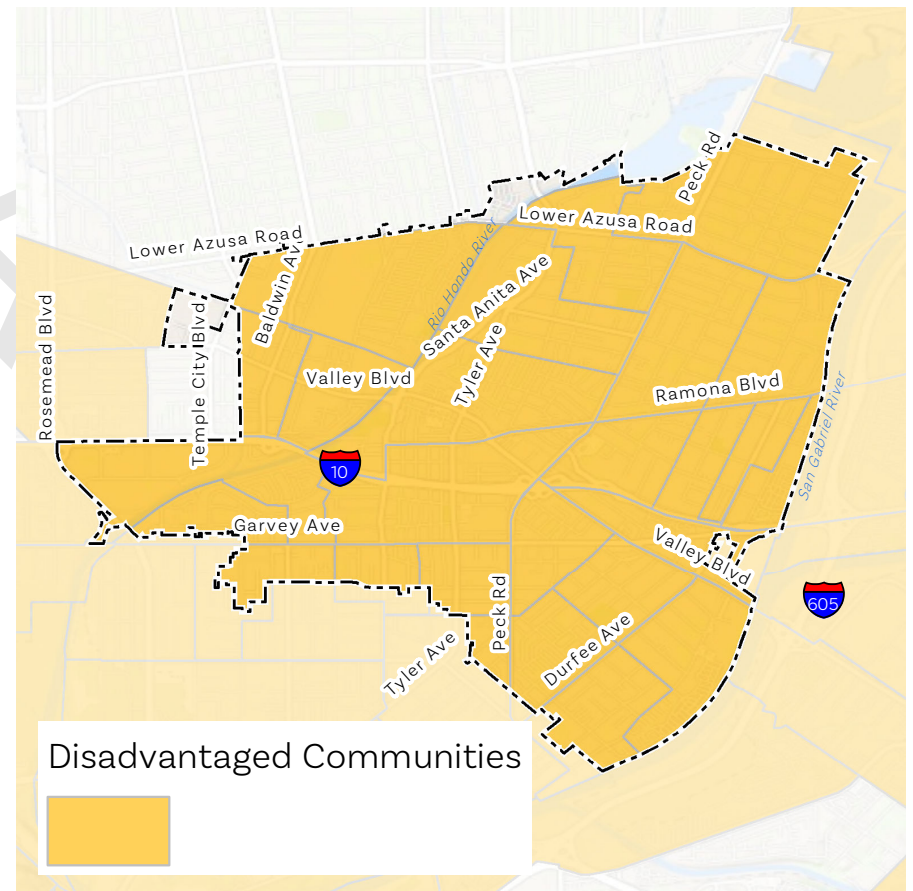 Peck Rd
Lower Azusa Road
Lower Azusa Road
Baldwin Av
Rio Hondo River
Santa Anita Ave
Rosemead Blvd
Temple City Blvd
Tyler Ave
Valley Blvd
Ramona Blvd
San Gabriel River
10
Garvey Ave
Valley Blvd
605
Peck Rd
Durfee Ave
Tyler Ave
Disadvantaged Communities